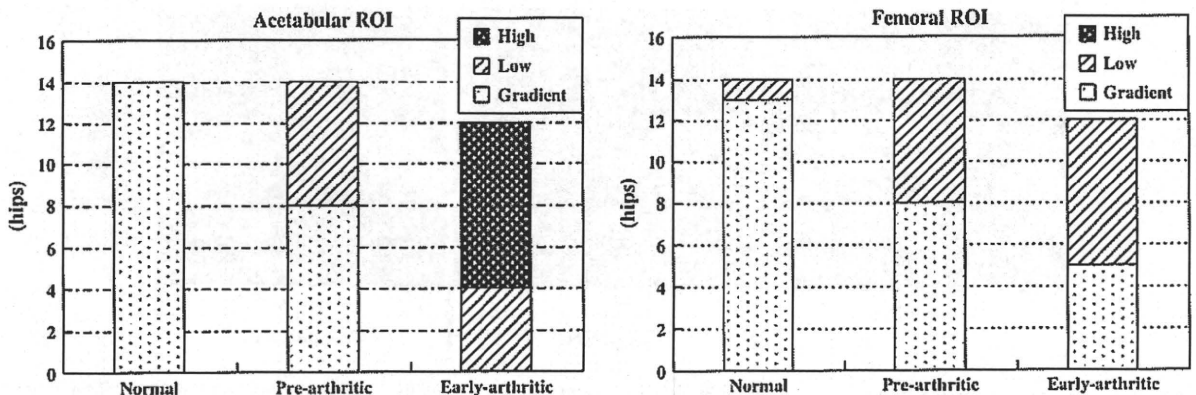 Acetabular ROI
High
Low
Gradient
16
14
12
10
8
6
4
2
0
(hips)
Normal
Pre-arthritic
Early-arthritic
Femoral ROI
High
Low
Gradient
16
14
12
10
8
6
4
2
0
(hips)
Normal
Pre-arthritic
Early-arthritic